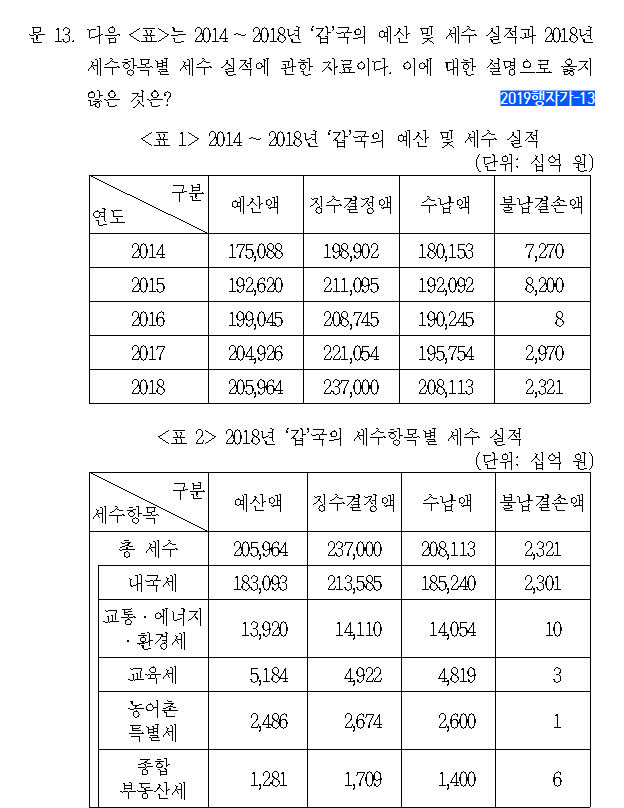 문 13. 다음 <표>는 2014 ~ 2018년 ‘갑’국의 예산 및 세수 실적과 2018년
세수항목별 세수 실적에 관한 자료이다. 이에 대한 설명으로 옳지
않은 것은? 2019행자가-13
<표 1> 2014 ~ 2018년 ‘갑’국의 예산 및 세수 실적
(단위: 십억 원)
구분 연도 예산액 징수결정액 수납액 불납결손액
2014 175,088 198,902 180,153 7,270
2015 192,620 211,095 192,092 8,200
2016 199,045 208,745 190,245 8
2017 204,926 221,054 195,754 2,970
2018 205,964 237,000 208,113 2,321
<표 2> 2018년 ‘갑’국의 세수항목별 세수 실적
(단위: 십억 원)
구분 세수항목 예산액 징수결정액 수납액 불납결손액
총 세수 205,964 237,000 208,113 2,321
내국세 183,093 213,585 185,240 2,301
교통·에너지
·환경세 13,920 14,110 14,054 10
교육세 5,184 4,922 4,819 3
농어촌
특별세 2,486 2,674 2,600 1
종합
부동산세 1,281 1,709 1,400 6